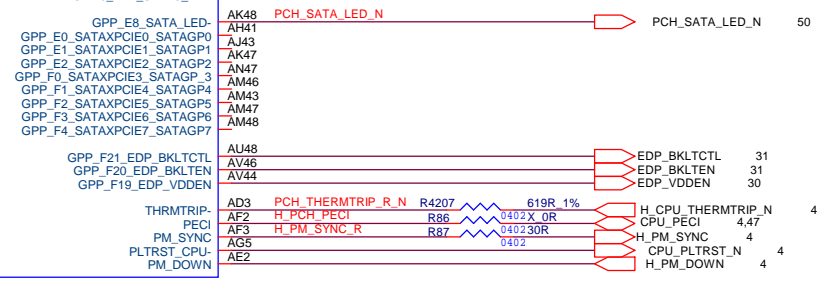 GPP_E8_SATA_LED- AK48 PCH_SATA_LED_N PCH_SATA_LED_N 50
GPP_E0_SATAXPCIE0_SATAGP0 AH41
GPP_E1_SATAXPCIE1_SATAGP1 AJ43
GPP_E2_SATAXPCIE2_SATAGP2 AK47
GPP_F0_SATAXPCIE3_SATAGP_3 AN47
GPP_F1_SATAXPCIE4_SATAGP4 AM46
GPP_F2_SATAXPCIE5_SATAGP5 AM43
GPP_F3_SATAXPCIE6_SATAGP6 AM47
GPP_F4_SATAXPCIE7_SATAGP7 AM48
GPP_F21_EDP_BKLTCTL AU48 EDP_BKLTCTL 31
GPP_F20_EDP_BKLTEN AV46 EDP_BKLTEN 31
GPP_F19_EDP_VDDEN AV44 EDP_VDDEN 30
THRMTRIP- AD3 PCH_THERMTRIP_R_N R4207 619R_1% H_CPU_THERMTRIP_N 4
PECI AF2 H_PCH_PECI R86 0402 X_0R CPU_PECI 4,47
PM_SYNC AF3 H_PM_SYNC_R R87 0402 30R H_PM_SYNC 4
PLTRST_CPU- AG5 0402 CPU_PLTRST_N 4
PM_DOWN AE2 H_PM_DOWN 4